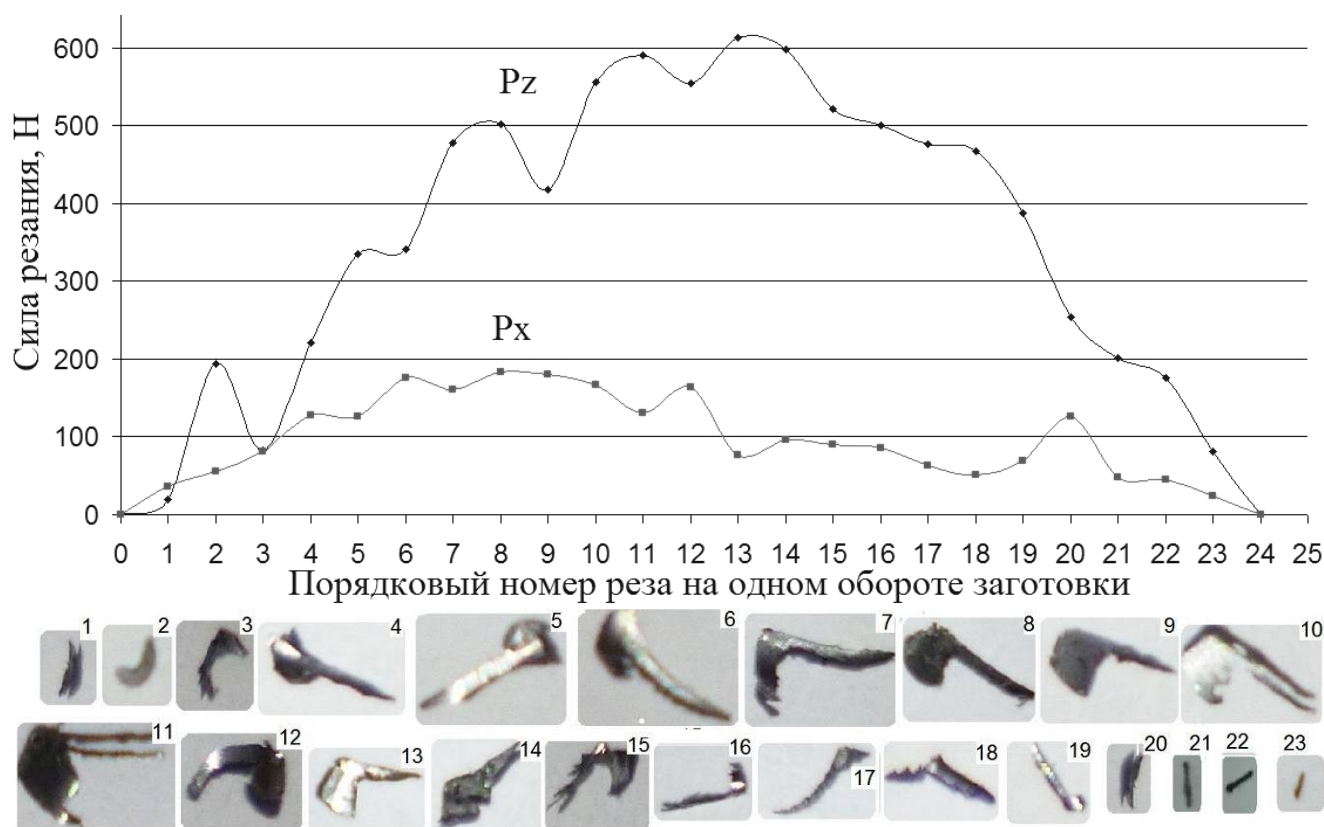 600
Pz
500
400
300
Px
200
100
0
Сила резания, Н
0 1 2 3 4 5 6 7 8 9 10 11 12 13 14 15 16 17 18 19 20 21 22 23 24 25
Порядковый номер реза на одном обороте заготовки
1 2 3 4 5 6 7 8 9 10
11 12 13 14 15 16 17 18 19 20 21 22 23